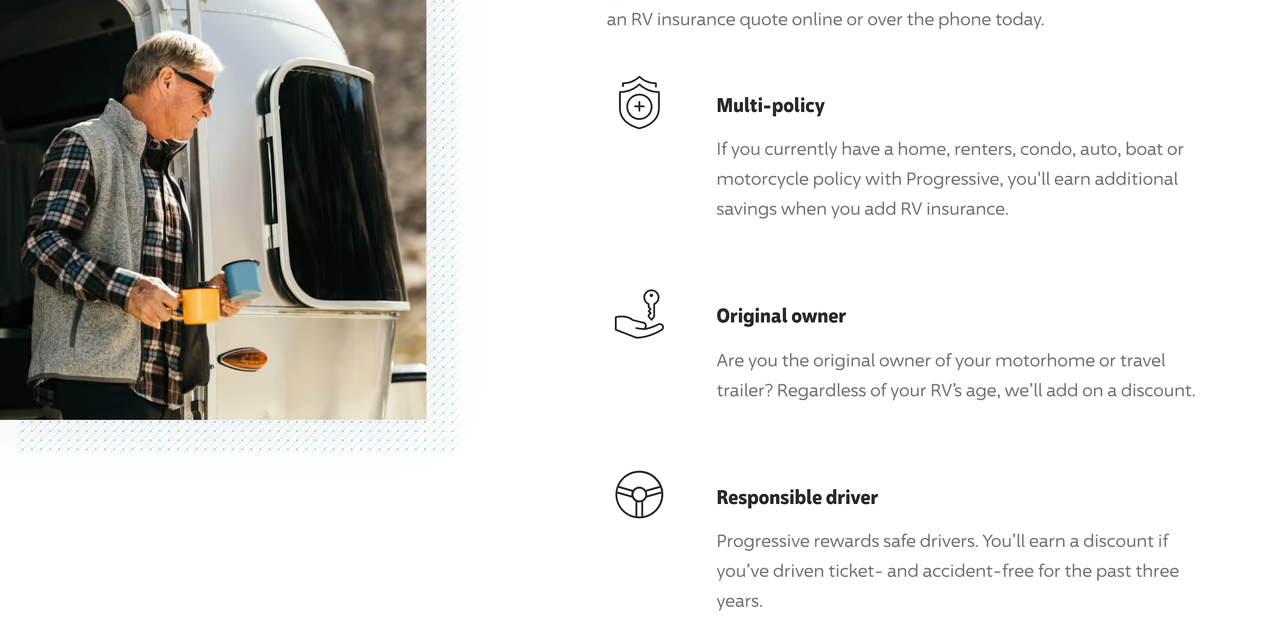 an RV insurance quote online or over the phone today.
Multi-policy
If you currently have a home, renters, condo, auto, boat or
motorcycle policy with Progressive, you'll earn additional
savings when you add RV insurance.
Original owner
Are you the original owner of your motorhome or travel
trailer? Regardless of your RV’s age, we’ll add on a discount.
Responsible driver
Progressive rewards safe drivers. You’ll earn a discount if
you’ve driven ticket- and accident-free for the past three
years.